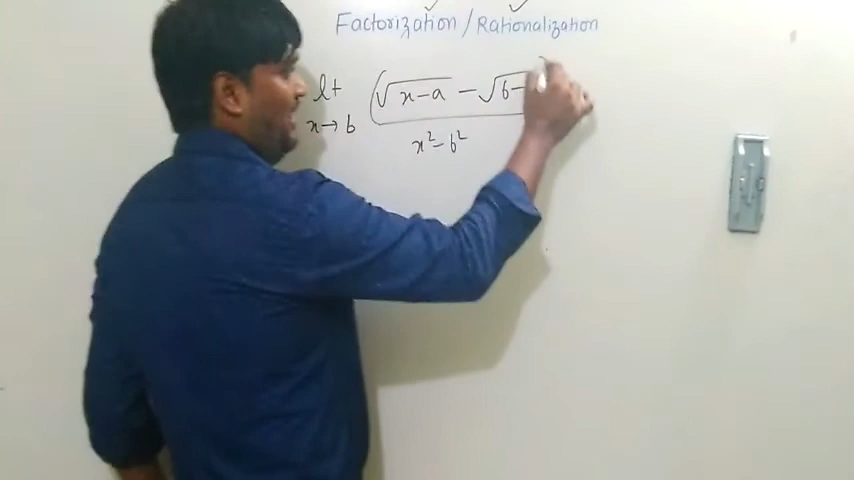 Factorization / Rationalization
lt (√x-a - √b-
x→b x²-b²